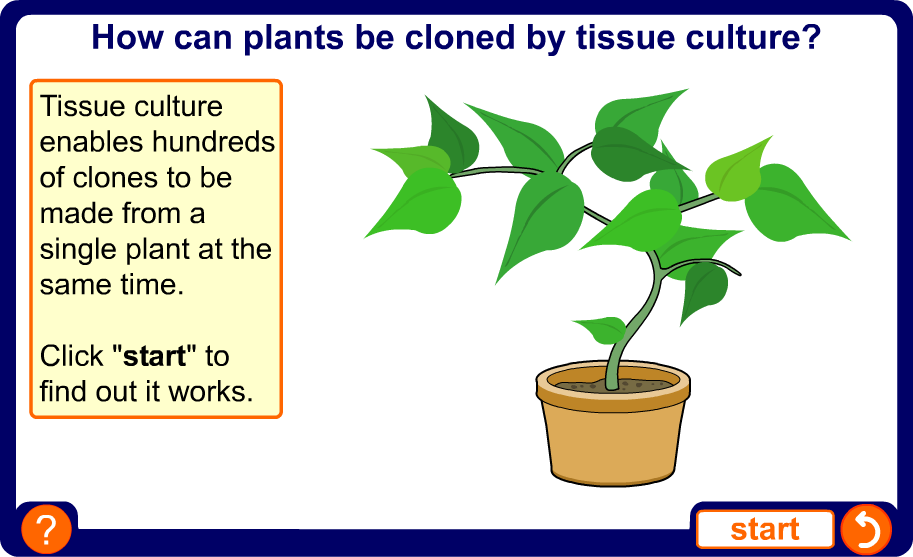 How can plants be cloned by tissue culture?
Tissue culture
enables hundreds
of clones to be
made from a
single plant at the
same time.
Click "start" to
find out it works.
?
start